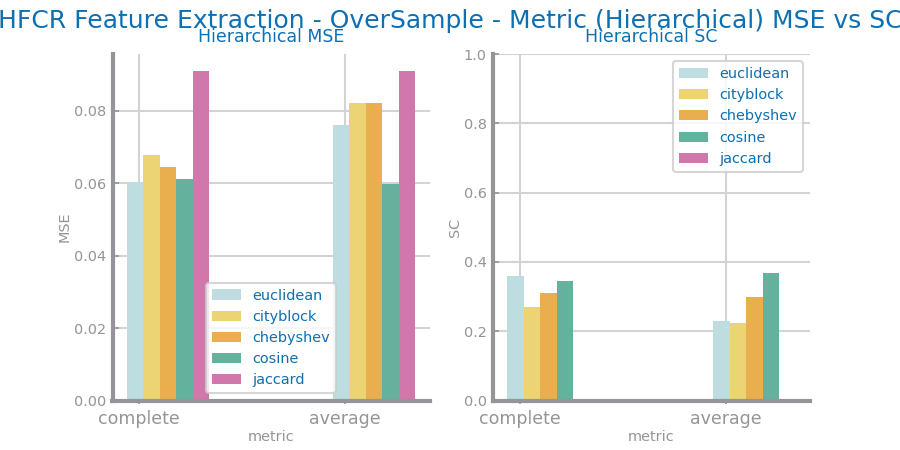 HFCR Feature Extraction - OverSample - Metric (Hierarchical) MSE vs SC
Hierarchical MSE
MSE
0.08
0.06
0.04
0.02
0.00
euclidean
cityblock
chebyshev
cosine
jaccard
complete
average
metric
Hierarchical SC
SC
1.0
0.8
0.6
0.4
0.2
0.0
euclidean
cityblock
chebyshev
cosine
jaccard
complete
average
metric